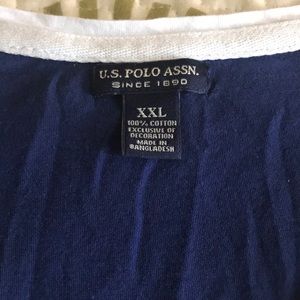 U.S. POLO ASSN.
SINCE 1890
XXL
100% COTTON
EXCLUSIVE OF
DECORATION
MADE IN
BANGLADESH